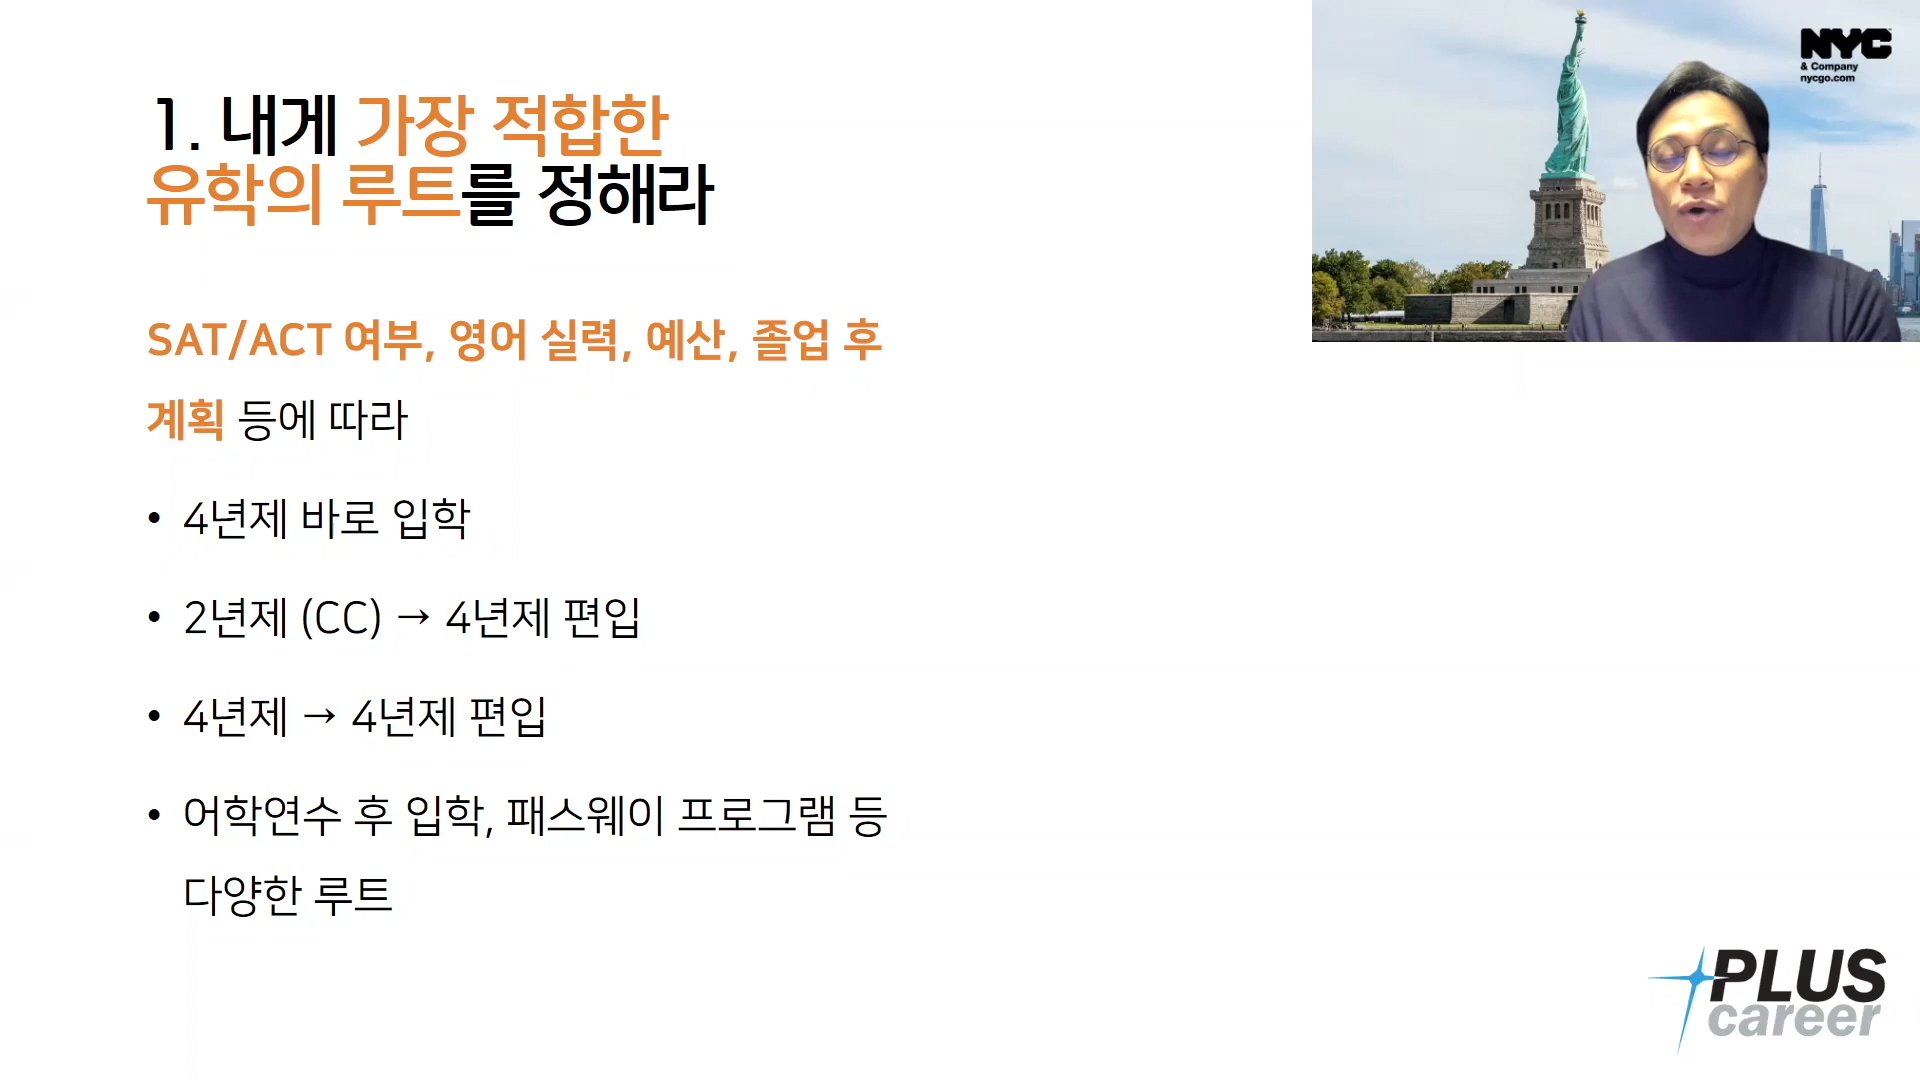 1. 내게 가장 적합한
유학의 루트를 정해라
SAT/ACT 여부, 영어 실력, 예산, 졸업 후
계획 등에 따라
• 4년제 바로 입학
• 2년제 (CC) → 4년제 편입
• 4년제 → 4년제 편입
• 어학연수 후 입학, 패스웨이 프로그램 등
다양한 루트
NYC
& Company
nycgo.com
PLUS
career